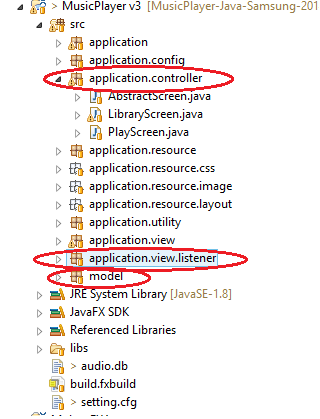 > MusicPlayer v3 [MusicPlayer-Java-Samsung-201
src
application
application.config
application.controller
AbstractScreen.java
LibraryScreen.java
PlayScreen.java
application.resource
application.resource.css
application.resource.image
application.resource.layout
application.utility
application.view
application.view.listener
model
JRE System Library [JavaSE-1.8]
JavaFX SDK
Referenced Libraries
libs
> audio.db
build.fxbuild
> setting.cfg